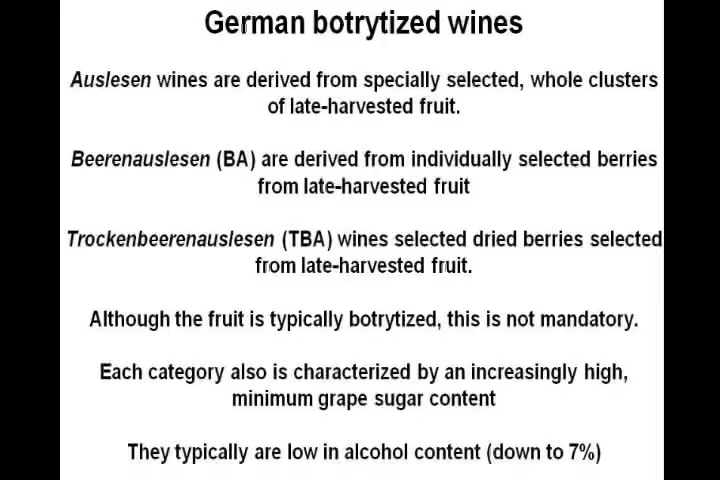 German botrytized wines
Auslesen wines are derived from specially selected, whole clusters
of late-harvested fruit.
Beerenauslesen (BA) are derived from individually selected berries
from late-harvested fruit
Trockenbeerenauslesen (TBA) wines selected dried berries selected
from late-harvested fruit.
Although the fruit is typically botrytized, this is not mandatory.
Each category also is characterized by an increasingly high,
minimum grape sugar content
They typically are low in alcohol content (down to 7%)